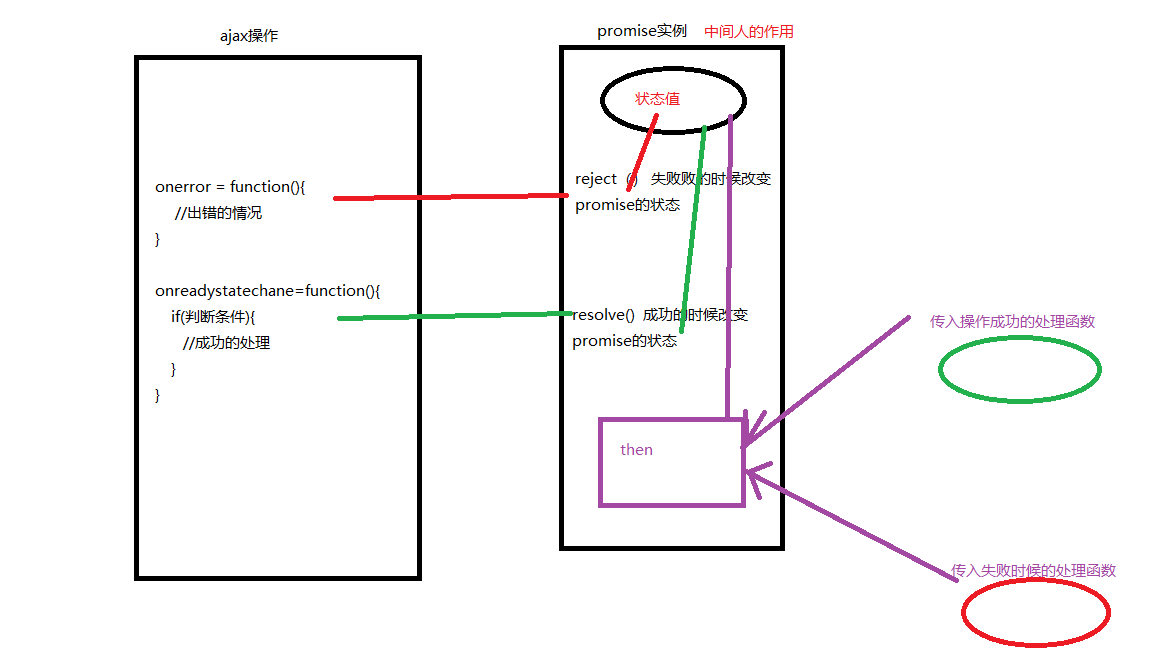 ajax操作
onerror = function(){
//出错的情况
}
onreadystatechane=function(){
if(判断条件){
//成功的处理
}
}
promise实例 中间人的作用
状态值
reject () 失败败的时候改变
promise的状态
resolve() 成功的时候改变
promise的状态
then
传入操作成功的处理函数
传入失败时候的处理函数